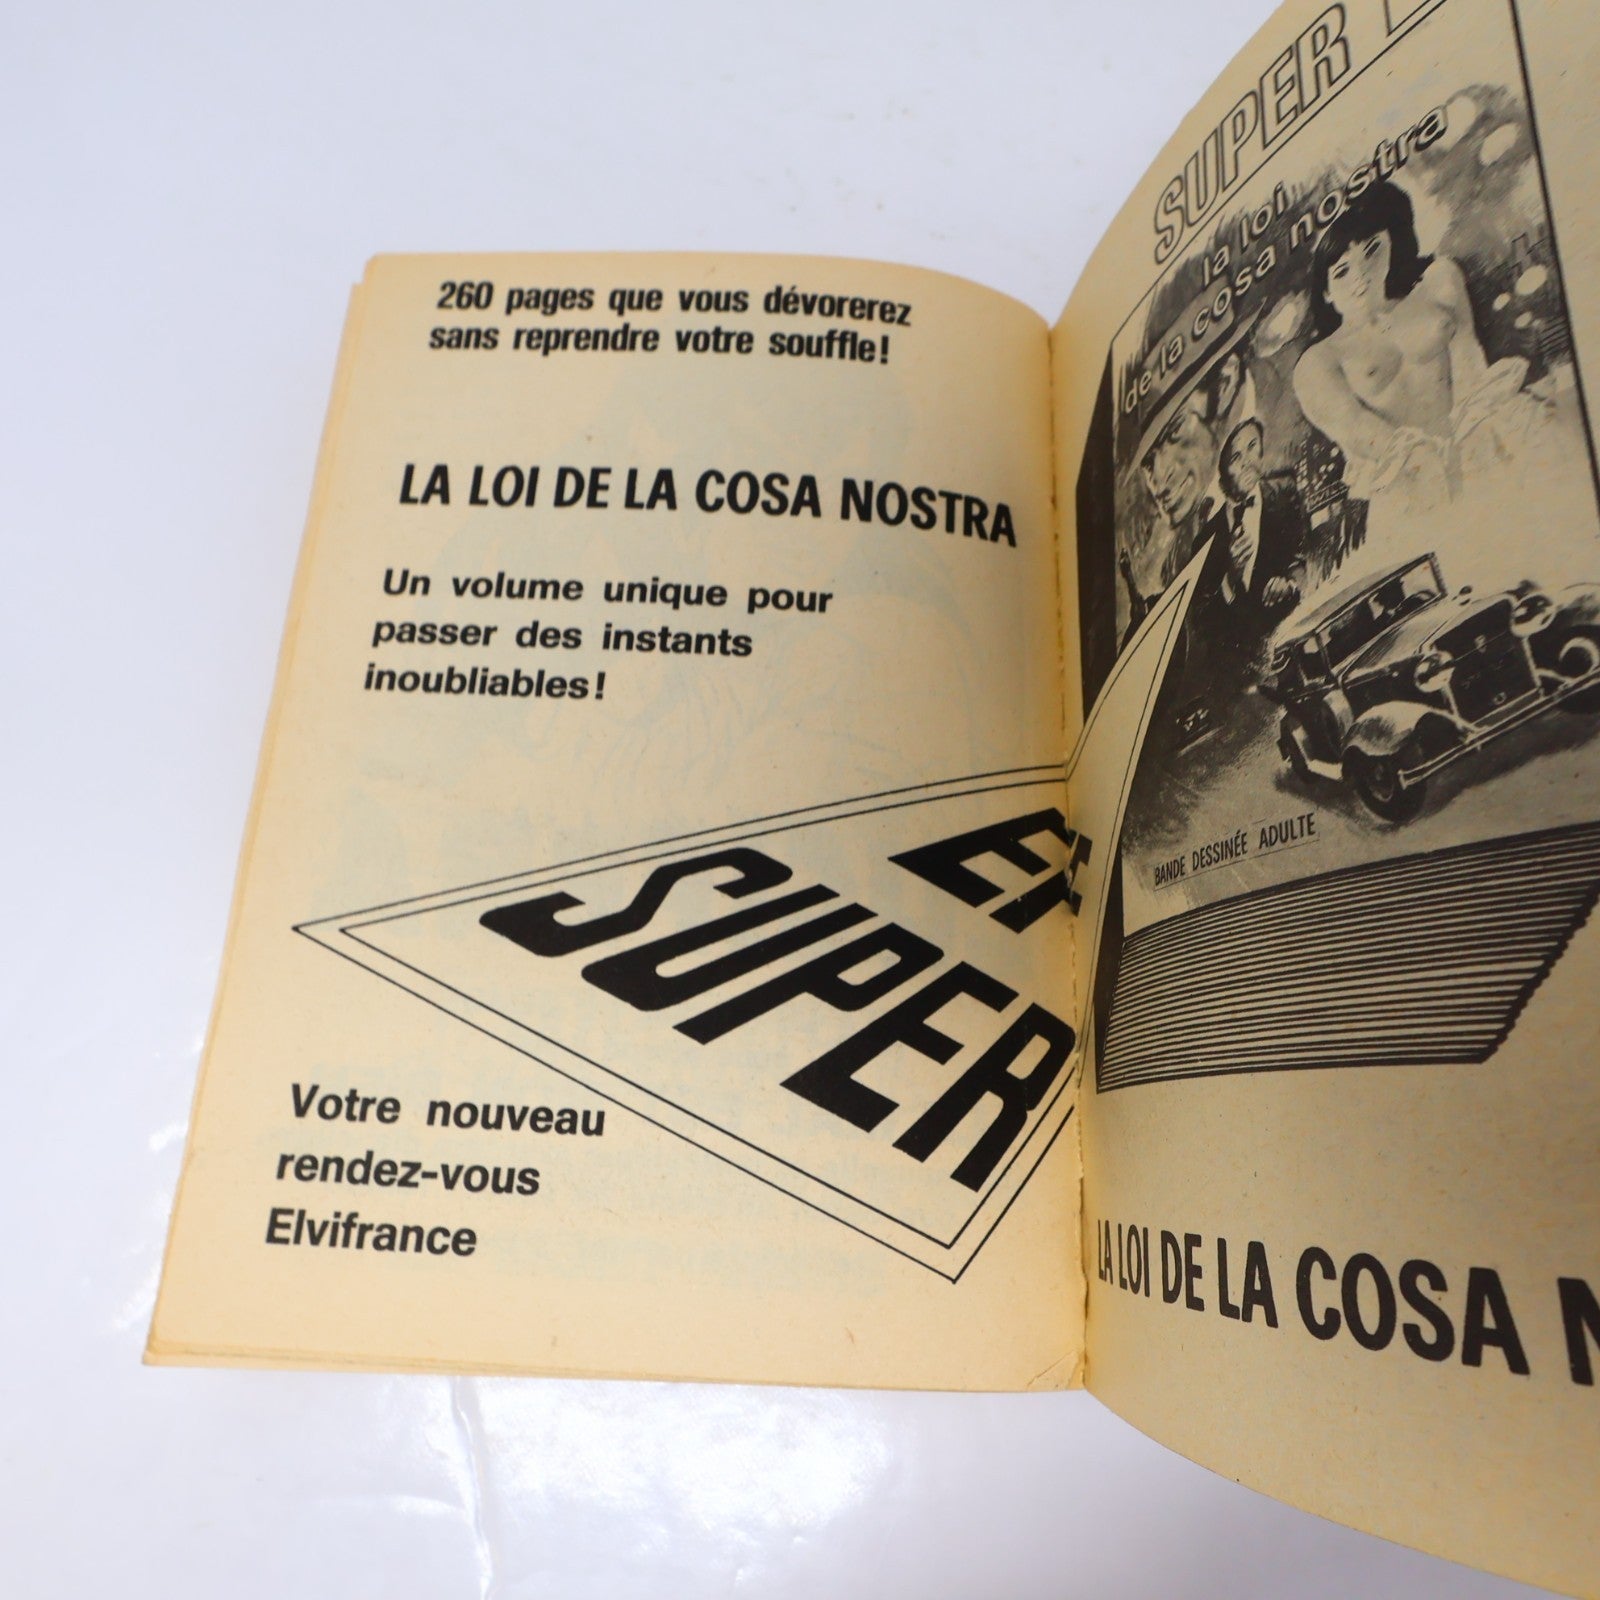 260 pages que vous dévorerez
sans reprendre votre souffle!
LA LOI DE LA COSA NOSTRA
Un volume unique pour
passer des instants
inoubliables!
SUPER
Votre nouveau
rendez-vous
Elvifrance
SUPER
la loi
de la cosa nostra
BANDE DESSINÉE ADULTE
LA LOI DE LA COSA